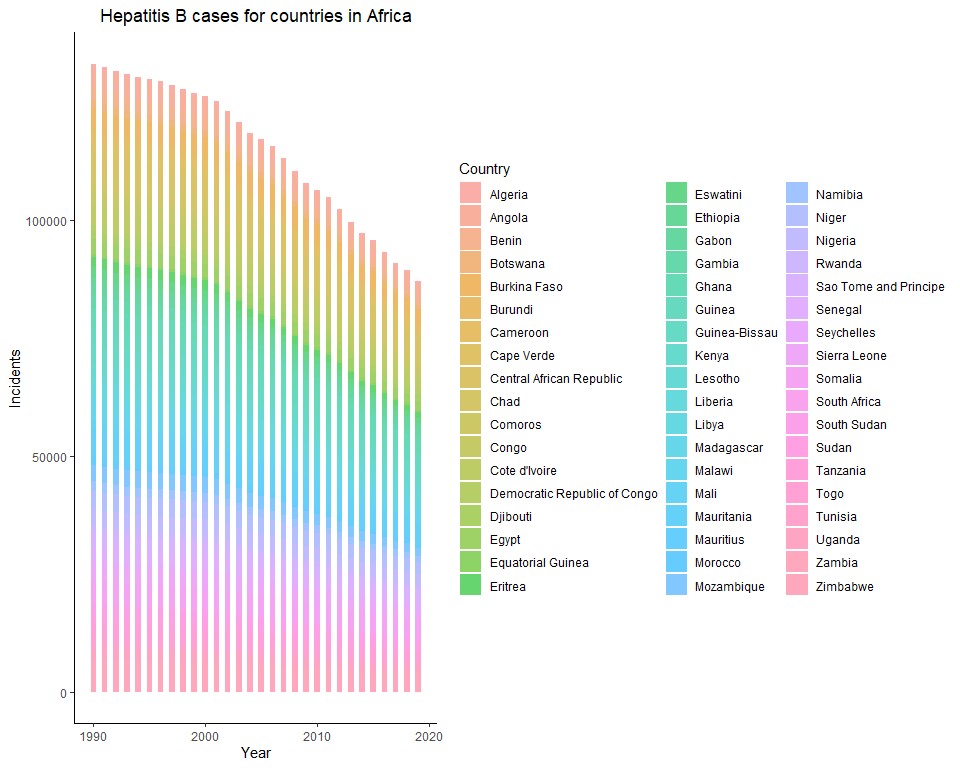 Hepatitis B cases for countries in Africa
Incidents
100000
50000
0
1990 2000 2010 2020
Year
Country
Algeria
Angola
Benin
Botswana
Burkina Faso
Burundi
Cameroon
Cape Verde
Central African Republic
Chad
Comoros
Congo
Cote d'Ivoire
Democratic Republic of Congo
Djibouti
Egypt
Equatorial Guinea
Eritrea
Eswatini
Ethiopia
Gabon
Gambia
Ghana
Guinea
Guinea-Bissau
Kenya
Lesotho
Liberia
Libya
Madagascar
Malawi
Mali
Mauritania
Mauritius
Morocco
Mozambique
Namibia
Niger
Nigeria
Rwanda
Sao Tome and Principe
Senegal
Seychelles
Sierra Leone
Somalia
South Africa
South Sudan
Sudan
Tanzania
Togo
Tunisia
Uganda
Zambia
Zimbabwe